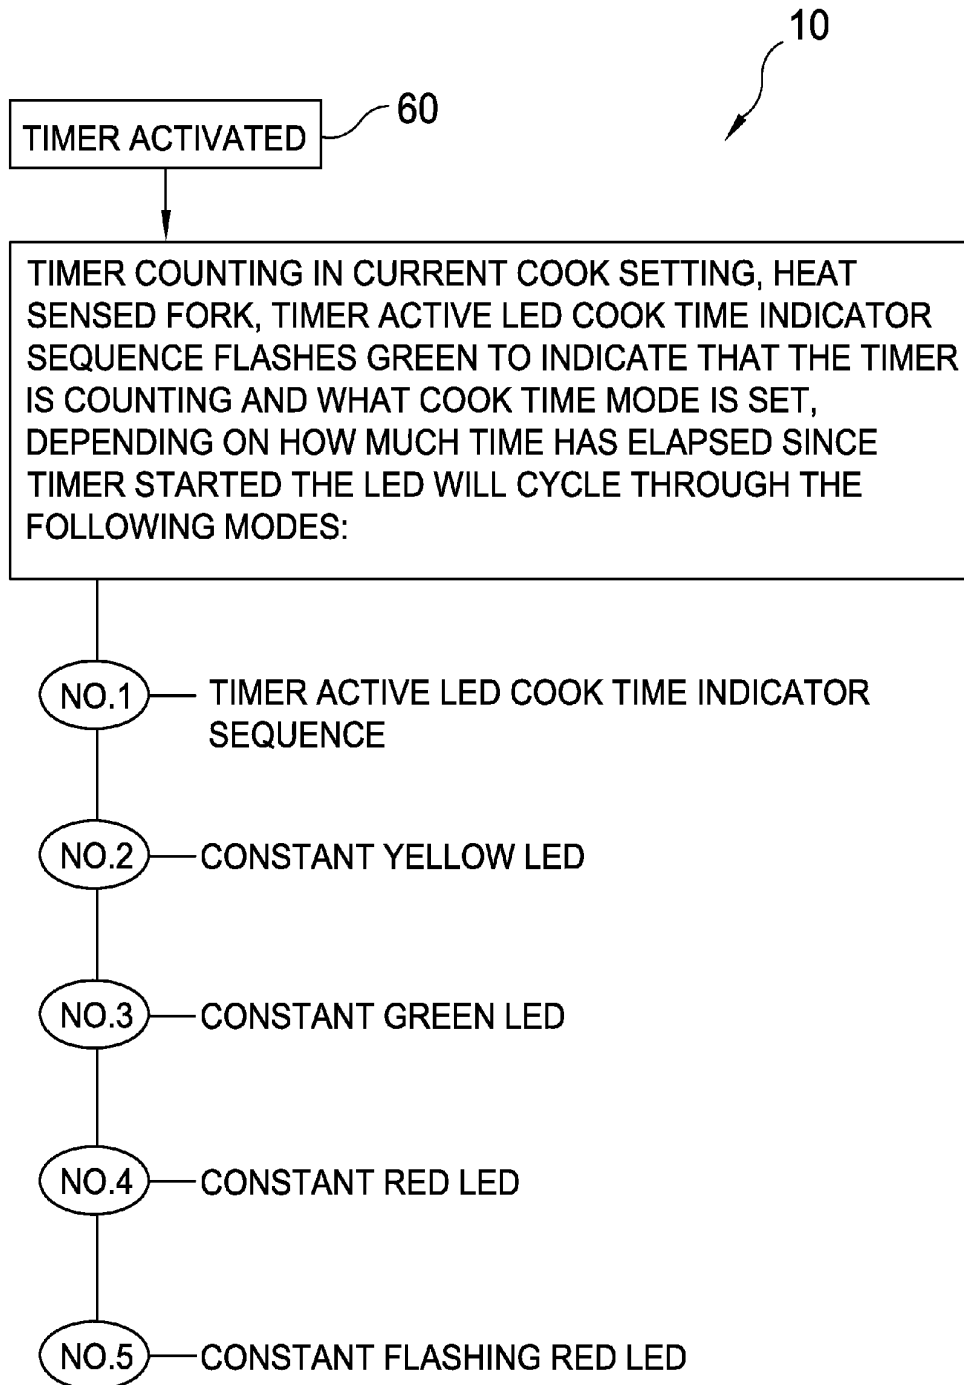 10
TIMER ACTIVATED
60
TIMER COUNTING IN CURRENT COOK SETTING, HEAT
SENSED FORK, TIMER ACTIVE LED COOK TIME INDICATOR
SEQUENCE FLASHES GREEN TO INDICATE THAT THE TIMER
IS COUNTING AND WHAT COOK TIME MODE IS SET,
DEPENDING ON HOW MUCH TIME HAS ELAPSED SINCE
TIMER STARTED THE LED WILL CYCLE THROUGH THE
FOLLOWING MODES:
NO.1 TIMER ACTIVE LED COOK TIME INDICATOR
SEQUENCE
NO.2 CONSTANT YELLOW LED
NO.3 CONSTANT GREEN LED
NO.4 CONSTANT RED LED
NO.5 CONSTANT FLASHING RED LED